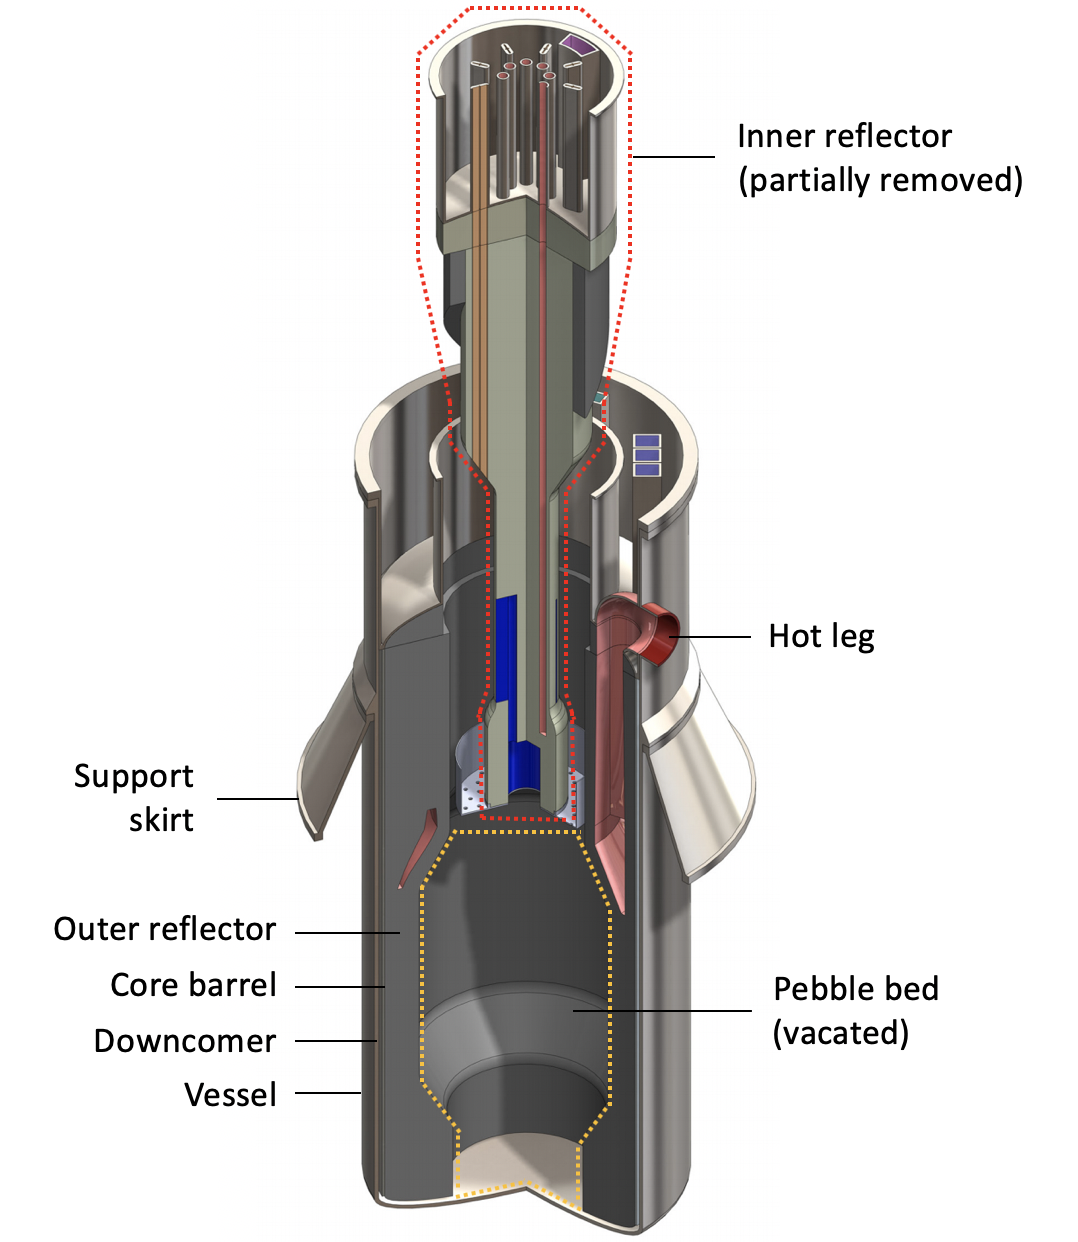 Inner reflector
(partially removed)
Hot leg
Support
skirt
Outer reflector
Core barrel
Downcomer
Vessel
Pebble bed
(vacated)